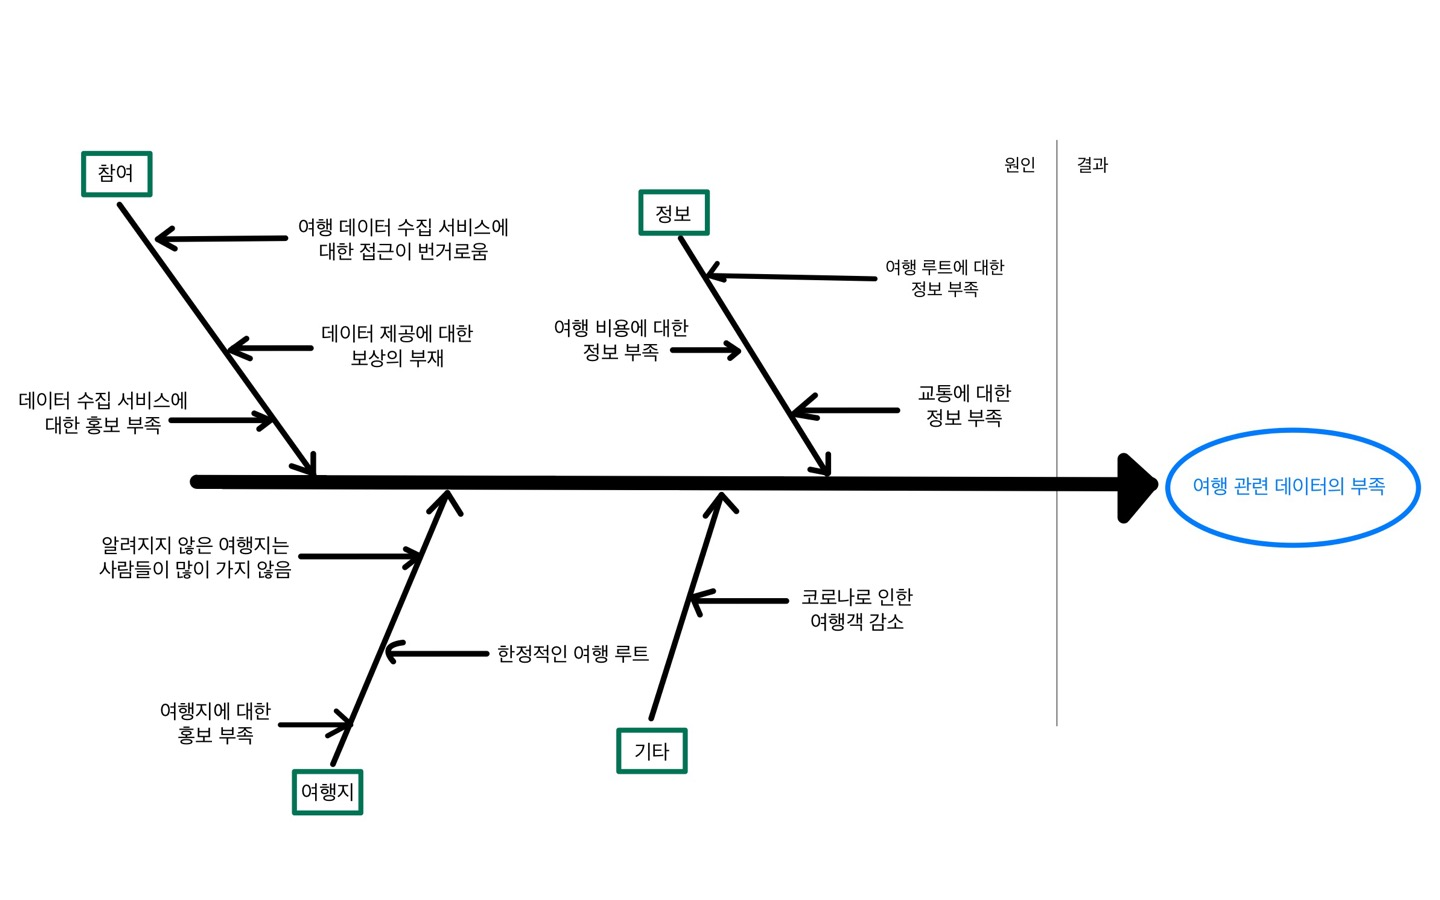 참여
여행 데이터 수집 서비스에
대한 접근이 번거로움
데이터 제공에 대한
보상의 부재
데이터 수집 서비스에
대한 홍보 부족
정보
여행 루트에 대한
정보 부족
여행 비용에 대한
정보 부족
교통에 대한
정보 부족
원인
결과
여행 관련 데이터의 부족
알려지지 않은 여행지는
사람들이 많이 가지 않음
한정적인 여행 루트
여행지에 대한
홍보 부족
여행지
코로나로 인한
여행객 감소
기타